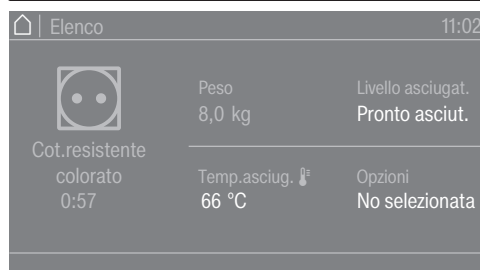 Elenco 11:02
Peso
8,0 kg
Livello asciugat.
Pronto asciut.
Cot.resistente
colorato
0:57
Temp.asciug.
66 °C
Opzioni
No selezionata